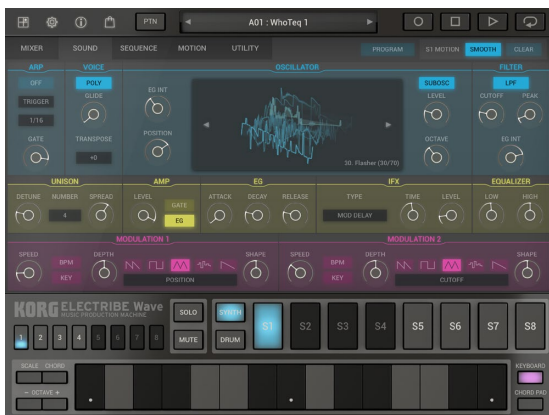 PTN
A01 : WhoTeq 1
MIXER SOUND SEQUENCE MOTION UTILITY PROGRAM S1 MOTION SMOOTH CLEAR
ARP VOICE OSCILLATOR FILTER
OFF POLY SUBOSC LPF
TRIGGER GLIDE EG INT LEVEL CUTOFF PEAK
1/16
GATE TRANSPOSE POSITION OCTAVE EG INT
+0
30. Flasher (30/70)
UNISON AMP EG IFX EQUALIZER
DETUNE NUMBER SPREAD LEVEL GATE ATTACK DECAY RELEASE TYPE TIME LEVEL LOW HIGH
4 EG MOD DELAY
MODULATION 1 MODULATION 2
SPEED BPM DEPTH SHAPE SPEED BPM DEPTH SHAPE
KEY POSITION KEY CUTOFF
KORG ELECTRIBE Wave
MUSIC PRODUCTION MACHINE
SOLO SYNTH S1 S2 S3 S4 S5 S6 S7 S8
1 2 3 4 5 6 7 8 MUTE DRUM
SCALE CHORD KEYBOARD
− OCTAVE + CHORD PAD